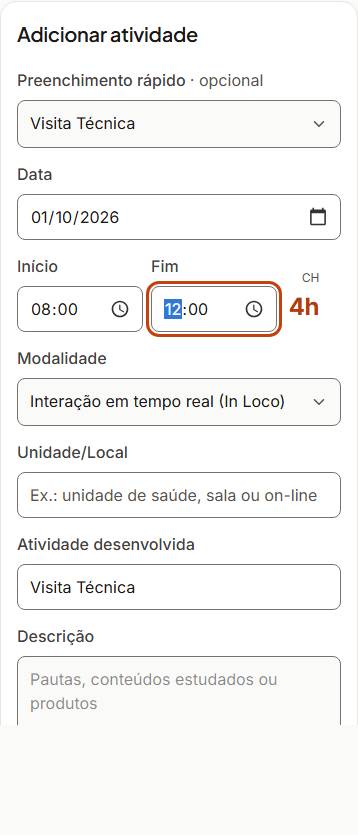 Adicionar atividade
Preenchimento rápido · opcional
Visita Técnica
Data
01/10/2026
Início Fim
CH
08:00 12:00 4h
Modalidade
Interação em tempo real (In Loco)
Unidade/Local
Ex.: unidade de saúde, sala ou on-line
Atividade desenvolvida
Visita Técnica
Descrição
Pautas, conteúdos estudados ou
produtos